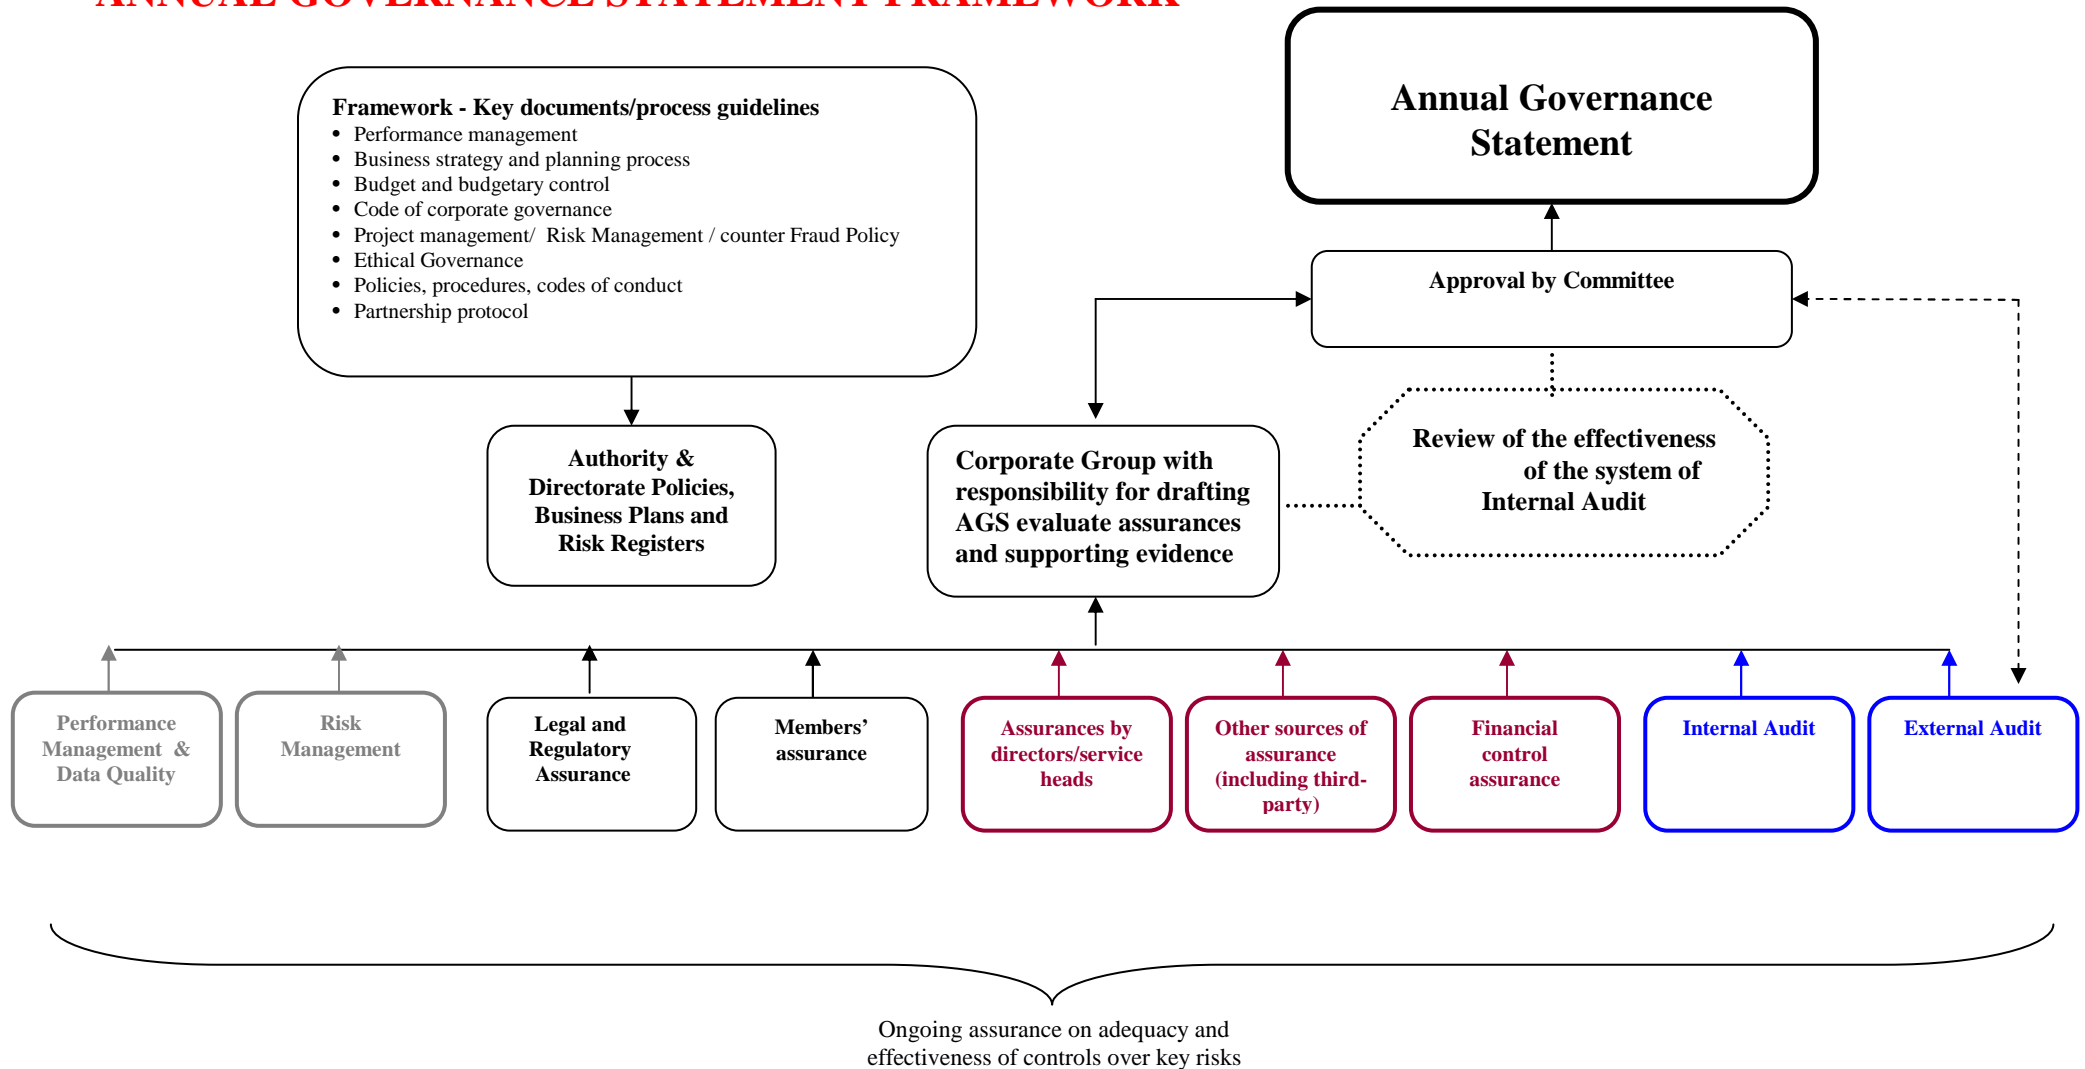 ANNUAL GOVERNANCE STATEMENT FRAMEWORK
Framework - Key documents/process guidelines
• Performance management
• Business strategy and planning process
• Budget and budgetary control
• Code of corporate governance
• Project management/ Risk Management / counter Fraud Policy
• Ethical Governance
• Policies, procedures, codes of conduct
• Partnership protocol
Annual Governance
Statement
Approval by Committee
Authority &
Directorate Policies,
Business Plans and
Risk Registers
Corporate Group with
responsibility for drafting
AGS evaluate assurances
and supporting evidence
Review of the effectiveness
of the system of
Internal Audit
Performance
Management &
Data Quality
Risk
Management
Legal and
Regulatory
Assurance
Members’
assurance
Assurances by
directors/service
heads
Other sources of
assurance
(including third-
party)
Financial
control
assurance
Internal Audit
External Audit
Ongoing assurance on adequacy and
effectiveness of controls over key risks